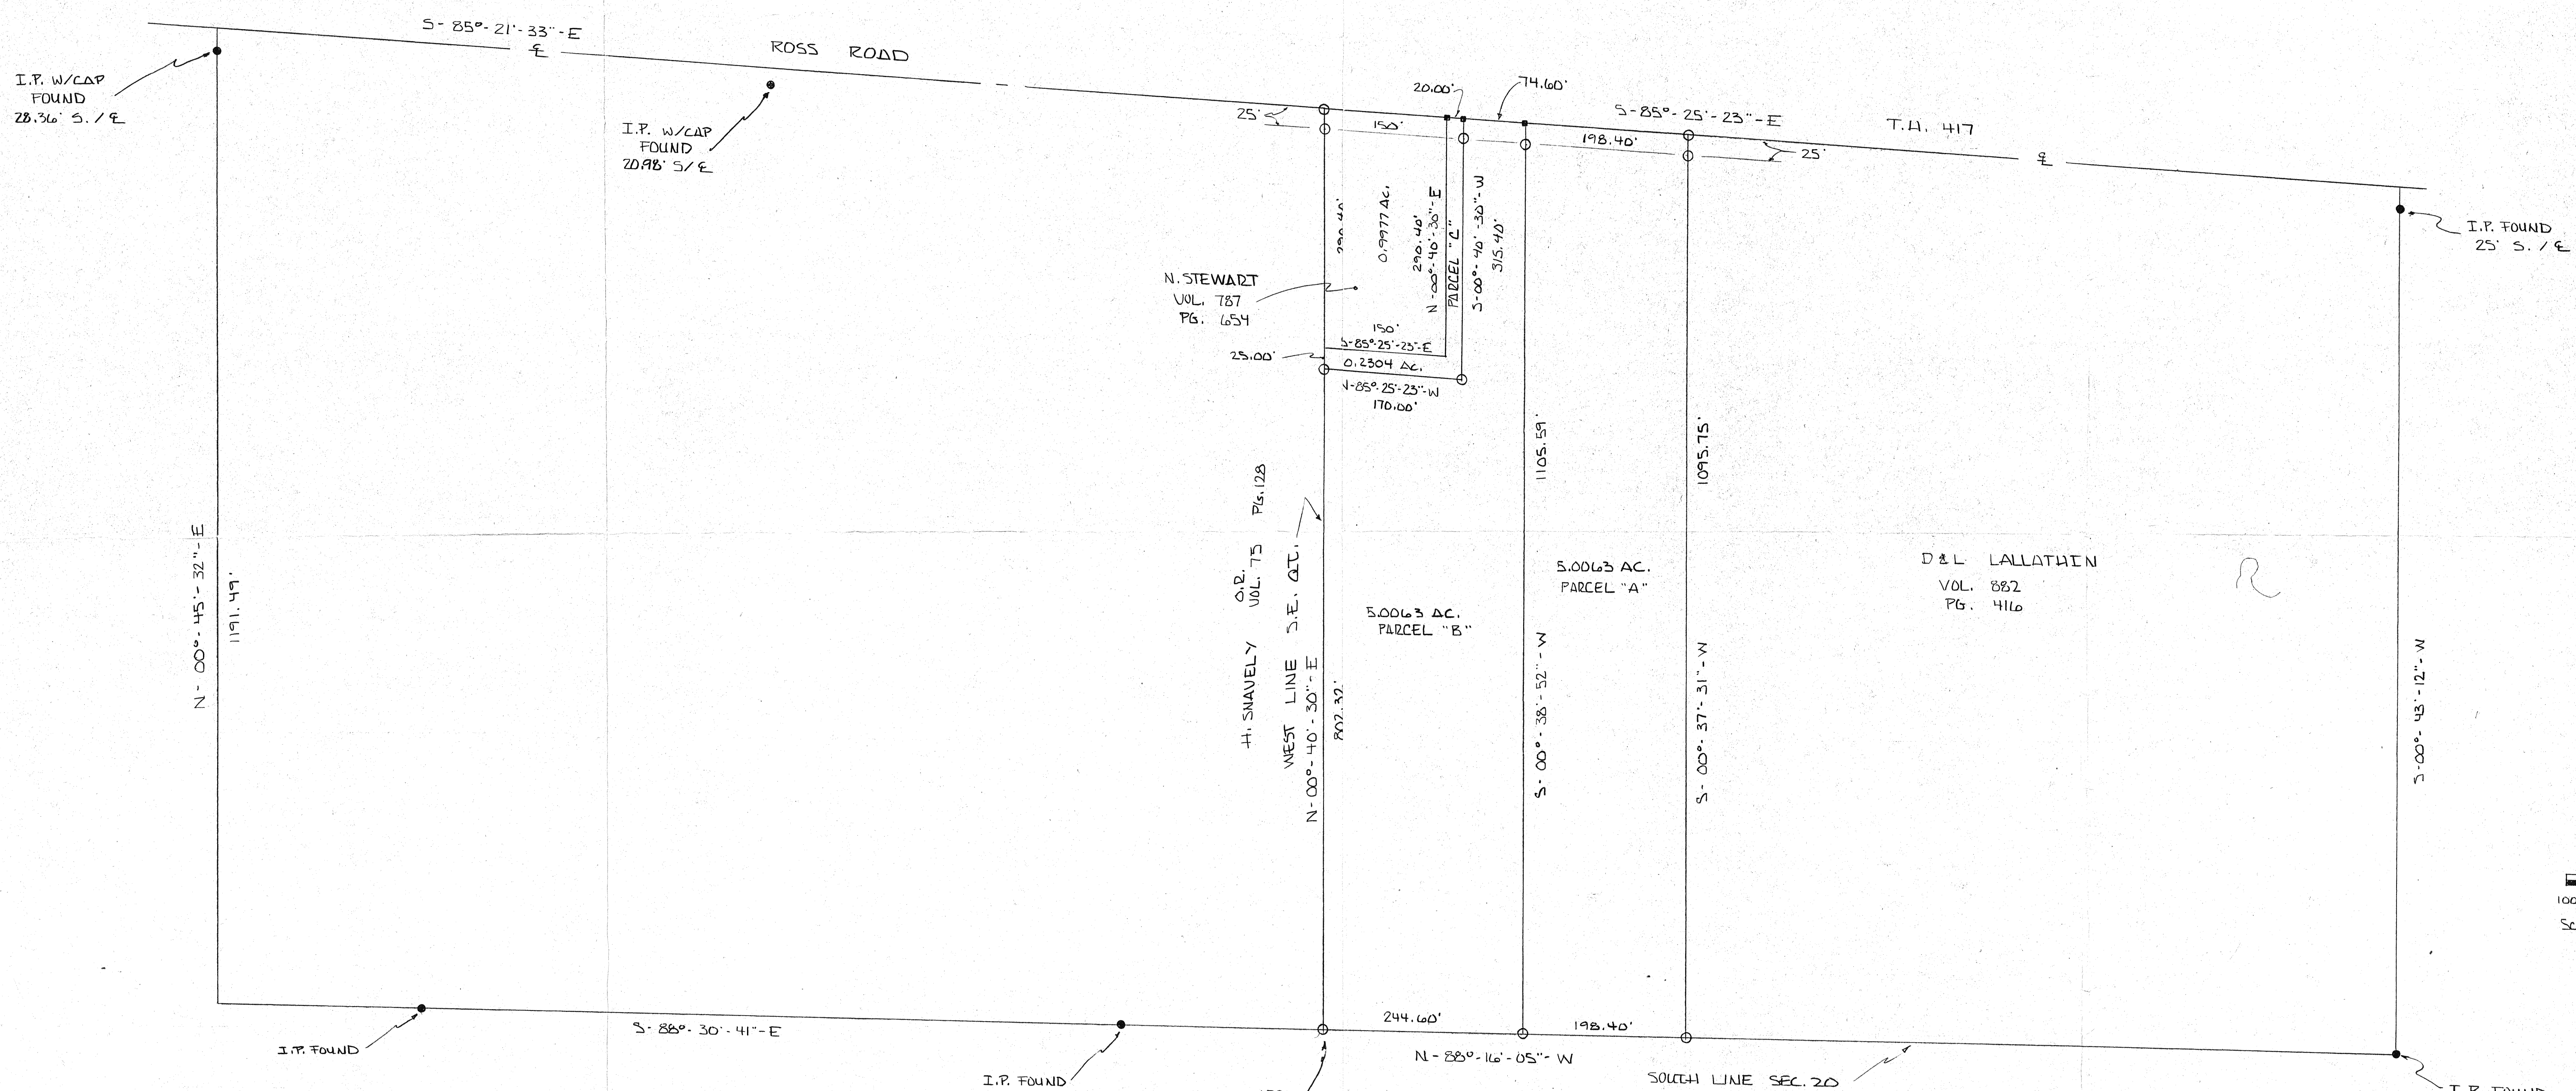 S- 85°- 21'- 33"- E
℄
ROSS ROAD
I.P. W/CAP
FOUND
28.36' S. / ℄
I.P. W/CAP
FOUND
20.98' S/ ℄
25'
150'
20.00'
74.60'
S-85°-25'-23"-E
T.H. 417
198.40'
25'
℄
I.P. FOUND
25' S. / ℄
290.40'
0.9977 AC.
290.40'
N-00°-40'-30"-E
PARCEL "C"
S-00°-40'-30"-W
315.40'
N. STEWART
VOL. 787
PG. 654
150'
S-85°-25'-23"-E
25.00'
0.2304 AC.
N-85°-25'-23"-W
170.00'
1105.59'
1095.75'
N- 00°- 45'- 32"- E
1191.49'
H. SNAVELY
O.R.
VOL. 75 PG. 128
WEST LINE S.E. QT.
N-00°-40'-30"-E
802.32'
5.0063 AC.
PARCEL "B"
5.0063 AC.
PARCEL "A"
S- 00°- 38'- 52"- W
S- 00°- 37'- 31"- W
D & L LALLATHIN
VOL. 882
PG. 416
S-00°-43'-12"-W
100
SC
I.P. FOUND
S- 88°- 30'- 41"- E
I.P. FOUND
244.60'
198.40'
N-88°-16'-05"-W
SOUTH LINE SEC. 20
I.P. FOUND